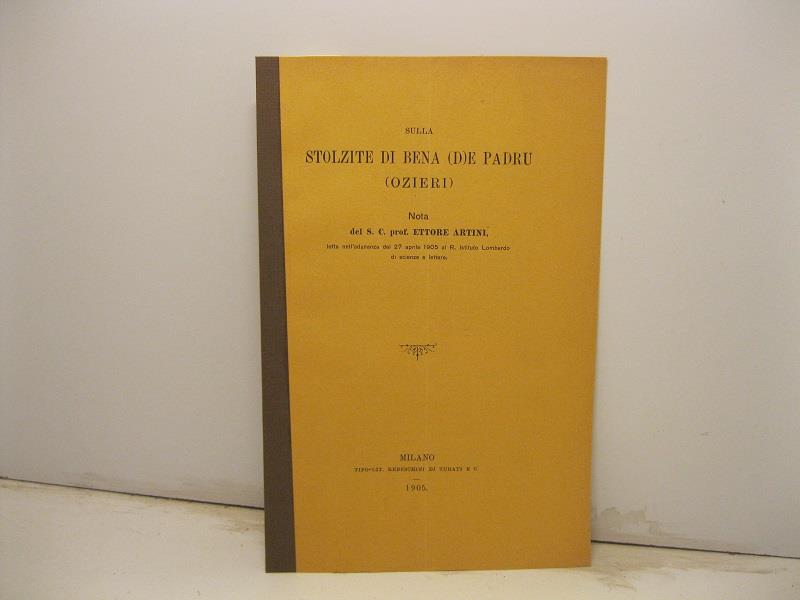 SULLA
STOLZITE DI BENA (D)E PADRU
(OZIERI)
Nota
del S. C. prof. ETTORE ARTINI,
letta nell'adunanza del 27 aprile 1905 al R. Istituto Lombardo
di scienze e lettere.
MILANO
TIPO-LIT. REBESCHINI DI TURATI E C
1905.